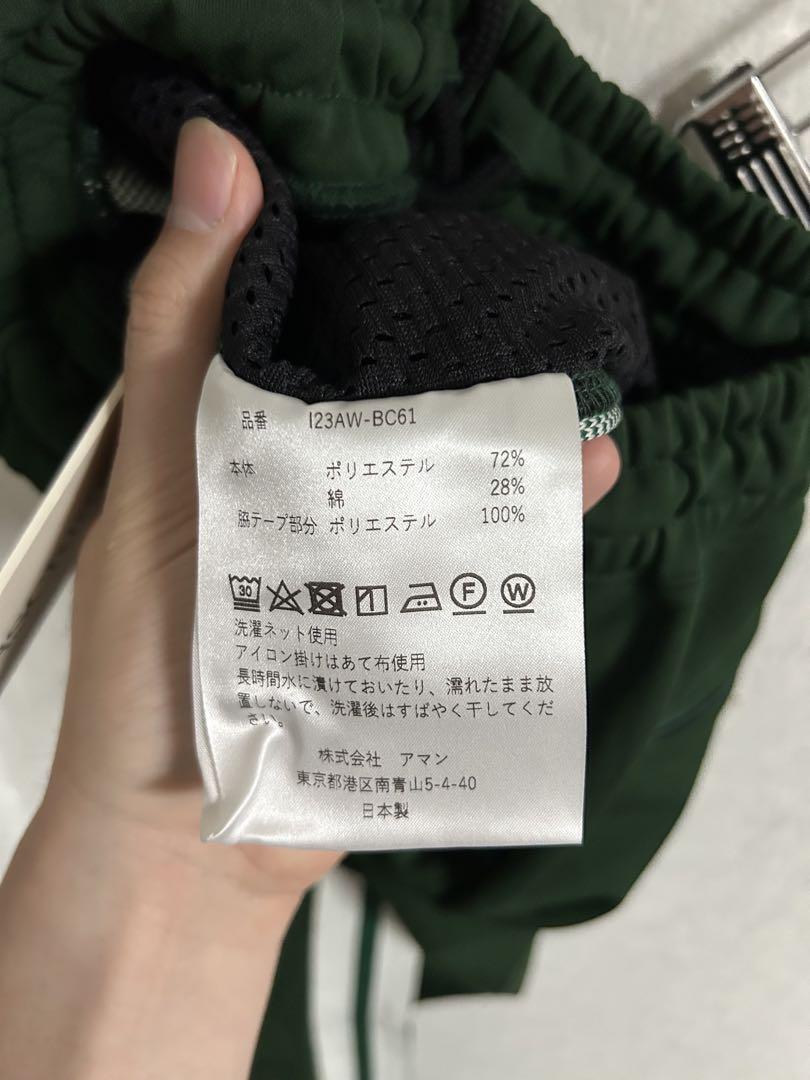 品番 I23AW-BC61
本体 ポリエステル 72%
綿 28%
脇テープ部分 ポリエステル 100%
30 F W
洗濯ネット使用
アイロン掛けはあて布使用
長時間水に漬けておいたり、濡れたまま放
置しないで、洗濯後はすばやく干してくだ
さい。
株式会社 アマン
東京都港区南青山5-4-40
日本製